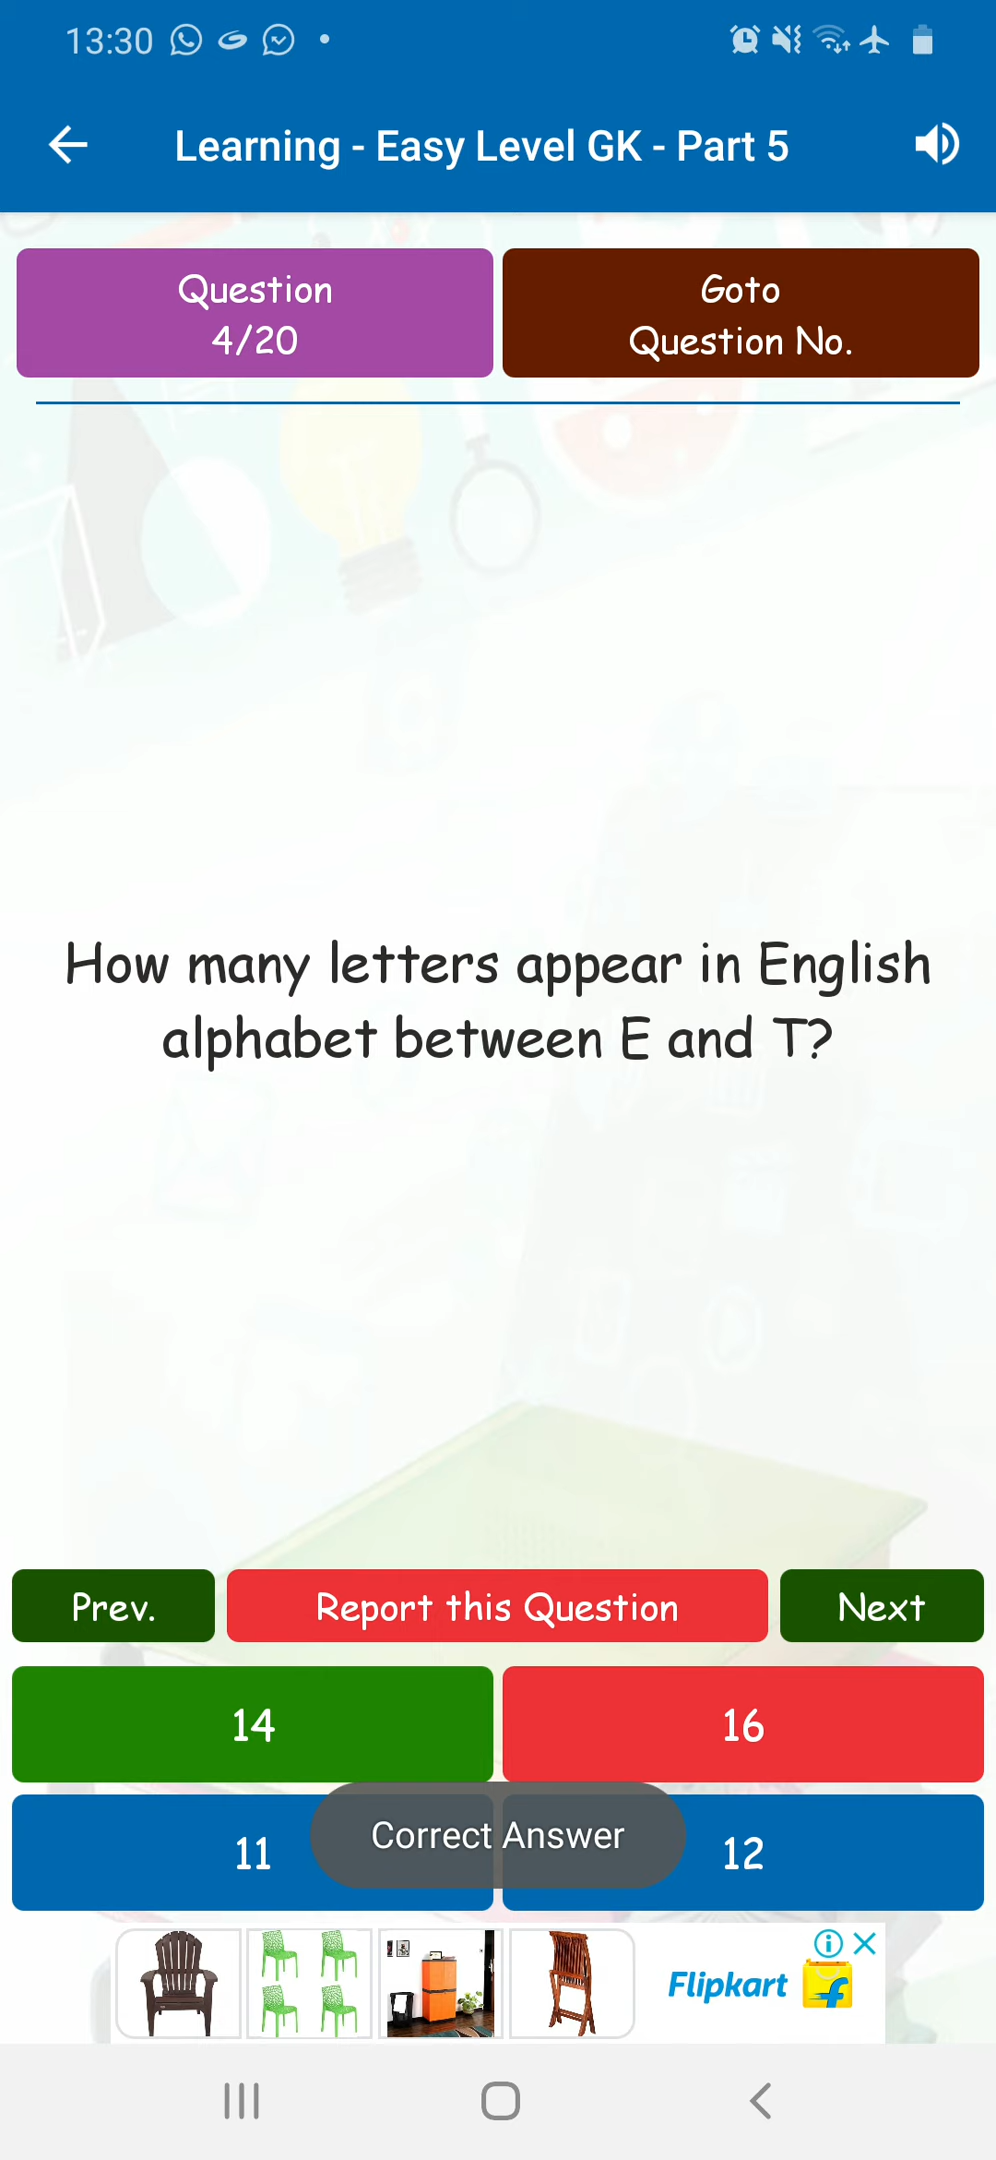 13:30
Learning - Easy Level GK - Part 5
Question
4/20
Goto
Question No.
How many letters appear in English
alphabet between E and T?
Prev.
Report this Question
Next
14
16
11
12
Correct Answer
Flipkart